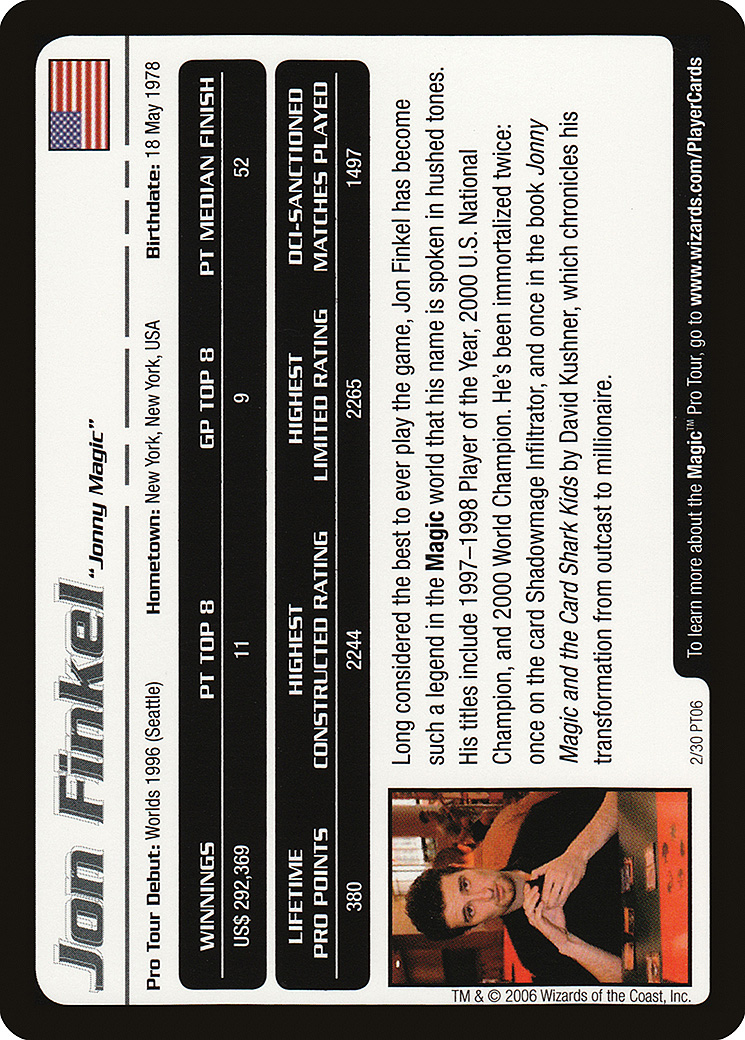 Jon Finkel
"Jonny Magic"
Pro Tour Debut: Worlds 1996 (Seattle) Hometown: New York, New York, USA Birthdate: 18 May 1978
WINNINGS PT TOP 8 GP TOP 8 PT MEDIAN FINISH
US$ 292,369 11 9 52
LIFETIME HIGHEST HIGHEST DCI-SANCTIONED
PRO POINTS CONSTRUCTED RATING LIMITED RATING MATCHES PLAYED
380 2244 2265 1497
Long considered the best to ever play the game, Jon Finkel has become
such a legend in the Magic world that his name is spoken in hushed tones.
His titles include 1997–1998 Player of the Year, 2000 U.S. National
Champion, and 2000 World Champion. He's been immortalized twice:
once on the card Shadowmage Infiltrator, and once in the book Jonny
Magic and the Card Shark Kids by David Kushner, which chronicles his
transformation from outcast to millionaire.
TM & © 2006 Wizards of the Coast, Inc.
2/30 PT06
To learn more about the Magic™ Pro Tour, go to www.wizards.com/PlayerCards